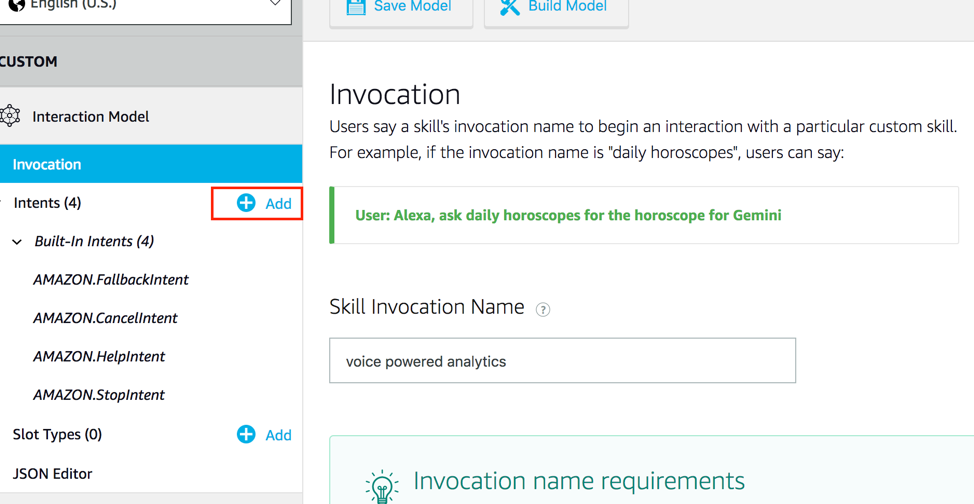 English (U.S.)
Save Model
Build Model
CUSTOM
Interaction Model
Invocation
Intents (4)
Add
Built-In Intents (4)
AMAZON.FallbackIntent
AMAZON.CancelIntent
AMAZON.HelpIntent
AMAZON.StopIntent
Slot Types (0)
Add
JSON Editor
Invocation
Users say a skill's invocation name to begin an interaction with a particular custom skill.
For example, if the invocation name is "daily horoscopes", users can say:
User: Alexa, ask daily horoscopes for the horoscope for Gemini
Skill Invocation Name ?
voice powered analytics
Invocation name requirements